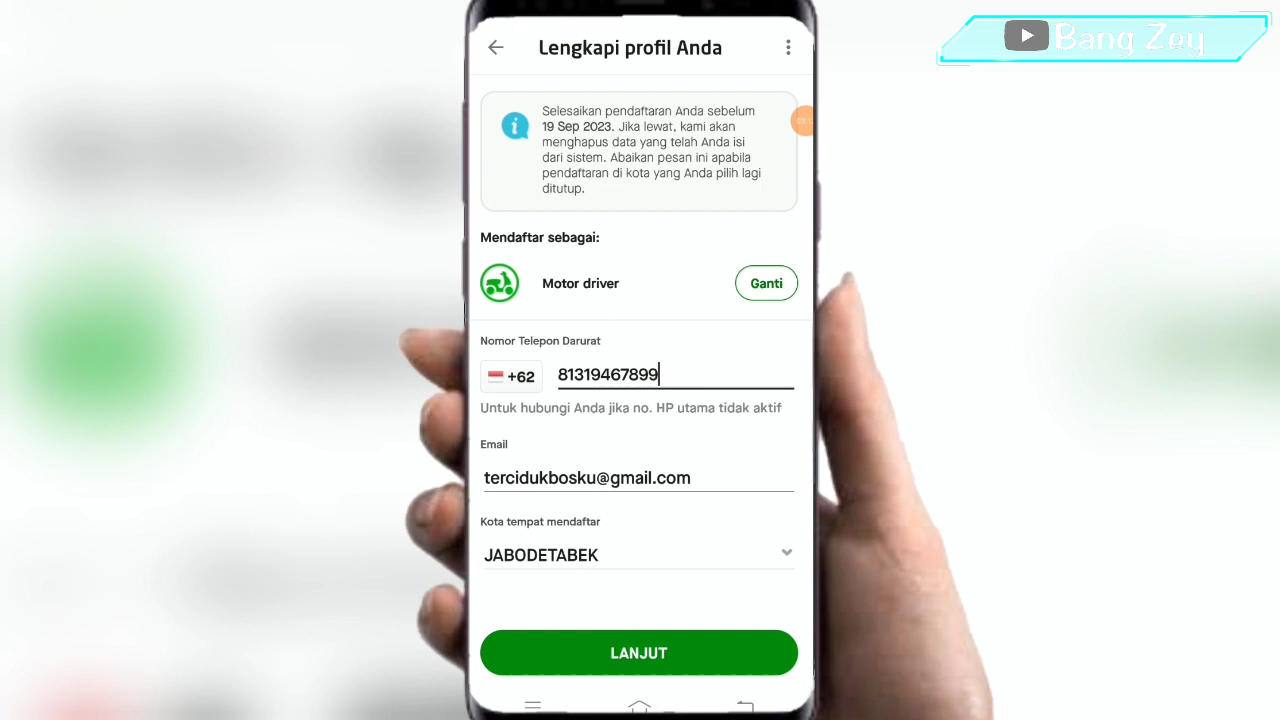 Bang Zey
Lengkapi profil Anda
Selesaikan pendaftaran Anda sebelum
19 Sep 2023. Jika lewat, kami akan
menghapus data yang telah Anda isi
dari sistem. Abaikan pesan ini apabila
pendaftaran di kota yang Anda pilih lagi
ditutup.
Mendaftar sebagai:
Motor driver
Ganti
Nomor Telepon Darurat
+62
81319467899
Untuk hubungi Anda jika no. HP utama tidak aktif
Email
tercidukbosku@gmail.com
Kota tempat mendaftar
JABODETABEK
LANJUT